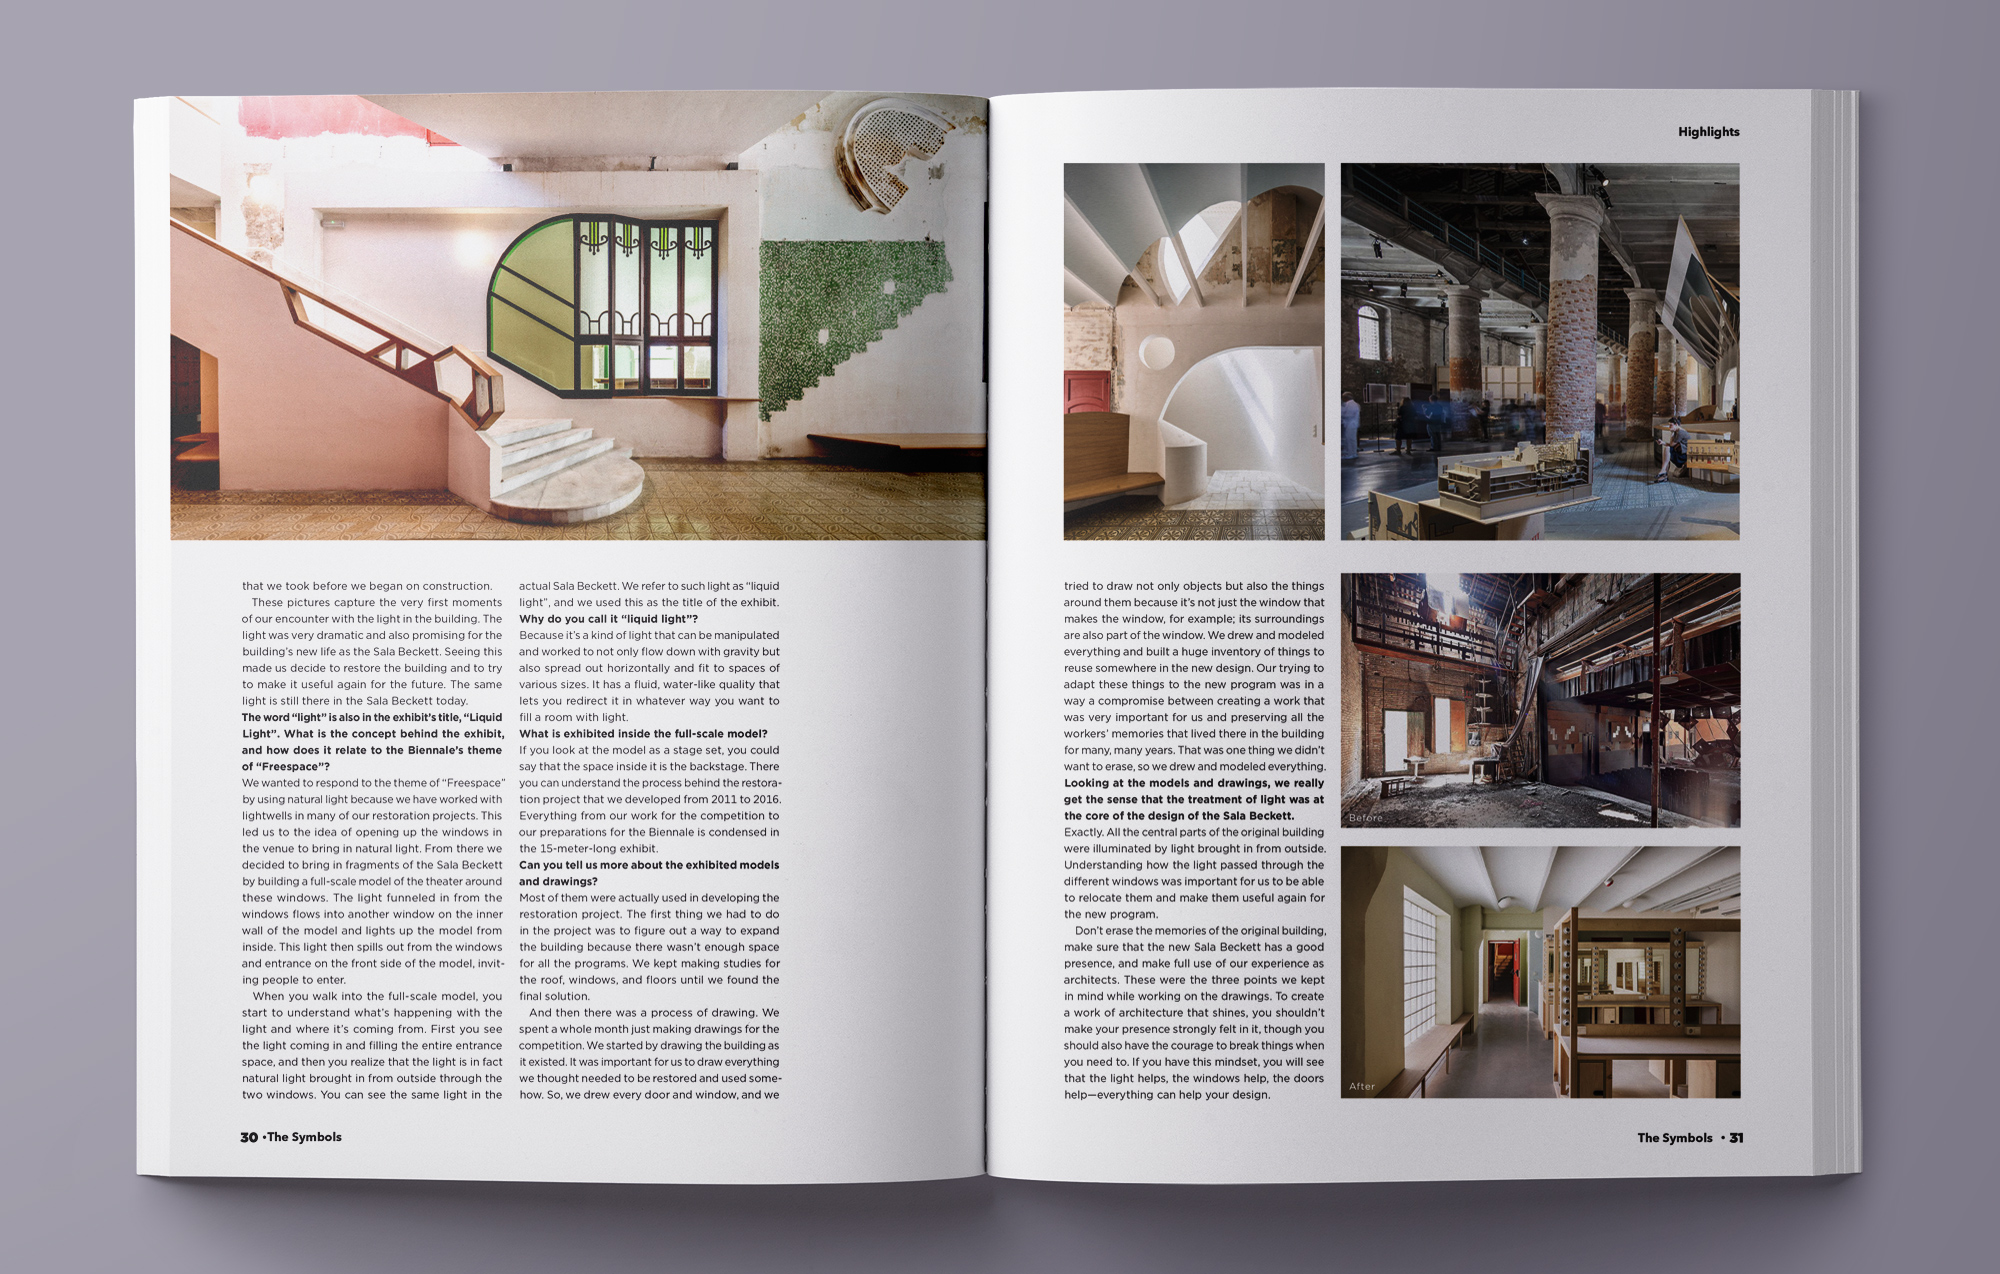 that we took before we began on construction.
These pictures capture the very first moments
of our encounter with the light in the building. The
light was very dramatic and also promising for the
building's new life as the Sala Beckett. Seeing this
made us decide to restore the building and to try
to make it useful again for the future. The same
light is still there in the Sala Beckett today.
The word “light” is also in the exhibit's title, “Liquid
Light”. What is the concept behind the exhibit,
and how does it relate to the Biennale's theme
of “Freespace”?
We wanted to respond to the theme of “Freespace”
by using natural light because we have worked with
lightwells in many of our restoration projects. This
led us to the idea of opening up the windows in
the venue to bring in natural light. From there we
decided to bring in fragments of the Sala Beckett
by building a full-scale model of the theater around
these windows. The light funneled in from the
windows flows into another window on the inner
wall of the model and lights up the model from
inside. This light then spills out from the windows
and entrance on the front side of the model, invit-
ing people to enter.
When you walk into the full-scale model, you
start to understand what's happening with the
light and where it's coming from. First you see
the light coming in and filling the entire entrance
space, and then you realize that the light is in fact
natural light brought in from outside through the
two windows. You can see the same light in the
actual Sala Beckett. We refer to such light as “liquid
light”, and we used this as the title of the exhibit.
Why do you call it “liquid light”?
Because it's a kind of light that can be manipulated
and worked to not only flow down with gravity but
also spread out horizontally and fit to spaces of
various sizes. It has a fluid, water-like quality that
lets you redirect it in whatever way you want to
fill a room with light.
What is exhibited inside the full-scale model?
If you look at the model as a stage set, you could
say that the space inside it is the backstage. There
you can understand the process behind the restora-
tion project that we developed from 2011 to 2016.
Everything from our work for the competition to
our preparations for the Biennale is condensed in
the 15-meter-long exhibit.
Can you tell us more about the exhibited models
and drawings?
Most of them were actually used in developing the
restoration project. The first thing we had to do
in the project was to figure out a way to expand
the building because there wasn't enough space
for all the programs. We kept making studies for
the roof, windows, and floors until we found the
final solution.
And then there was a process of drawing. We
spent a whole month just making drawings for the
competition. We started by drawing the building as
it existed. It was important for us to draw everything
we thought needed to be restored and used some-
how. So, we drew every door and window, and we
30 •The Symbols
Highlights
tried to draw not only objects but also the things
around them because it's not just the window that
makes the window, for example; its surroundings
are also part of the window. We drew and modeled
everything and built a huge inventory of things to
reuse somewhere in the new design. Our trying to
adapt these things to the new program was in a
way a compromise between creating a work that
was very important for us and preserving all the
workers' memories that lived there in the building
for many, many years. That was one thing we didn't
want to erase, so we drew and modeled everything.
Looking at the models and drawings, we really
get the sense that the treatment of light was at
the core of the design of the Sala Beckett.
Exactly. All the central parts of the original building
were illuminated by light brought in from outside.
Understanding how the light passed through the
different windows was important for us to be able
to relocate them and make them useful again for
the new program.
Don't erase the memories of the original building,
make sure that the new Sala Beckett has a good
presence, and make full use of our experience as
architects. These were the three points we kept
in mind while working on the drawings. To create
a work of architecture that shines, you shouldn't
make your presence strongly felt in it, though you
should also have the courage to break things when
you need to. If you have this mindset, you will see
that the light helps, the windows help, the doors
help—everything can help your design.
Before
After
The Symbols • 31